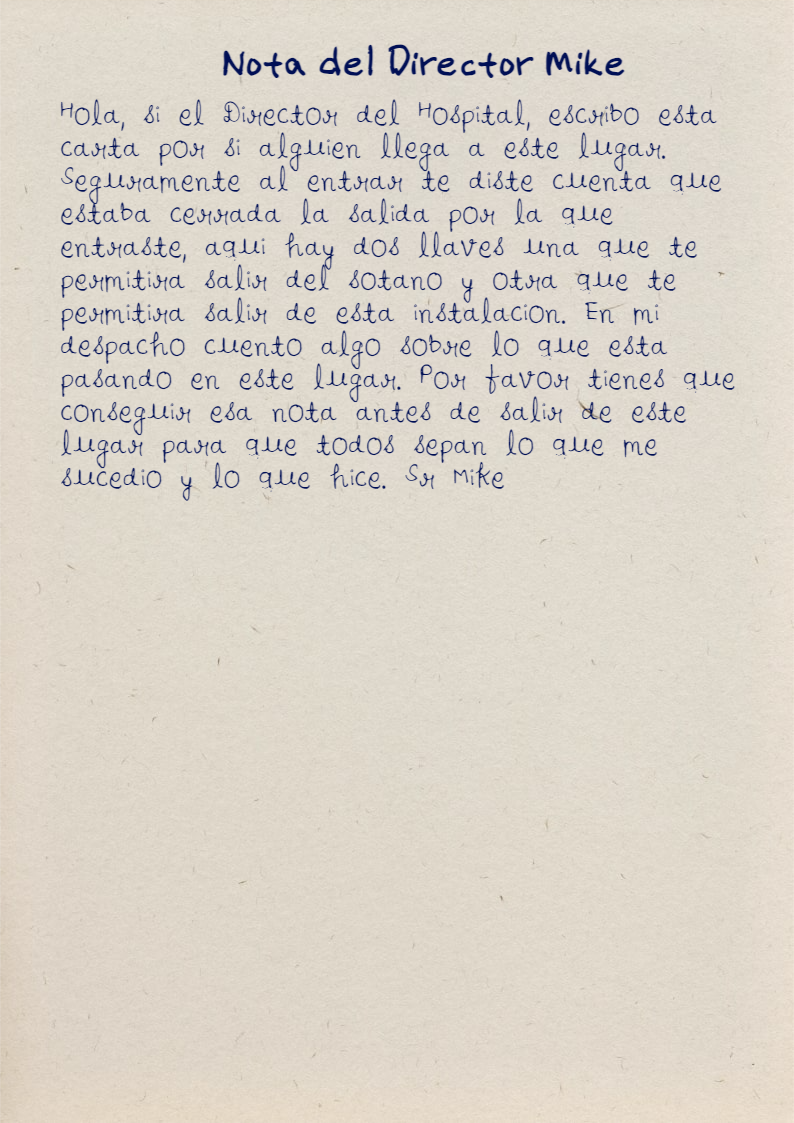 Nota del Director Mike
Hola, si el Director del Hospital, escribo esta
carta por si alguien llega a este lugar.
Seguramente al entrar te diste cuenta que
estaba cerrada la salida por la que
entraste, aqui hay dos llaves una que te
permitira salir del sotano y otra que te
permitira salir de esta instalacion. En mi
despacho cuento algo sobre lo que esta
pasando en este lugar. Por favor tienes que
conseguir esa nota antes de salir de este
lugar para que todos sepan lo que me
sucedio y lo que hice. Sr Mike